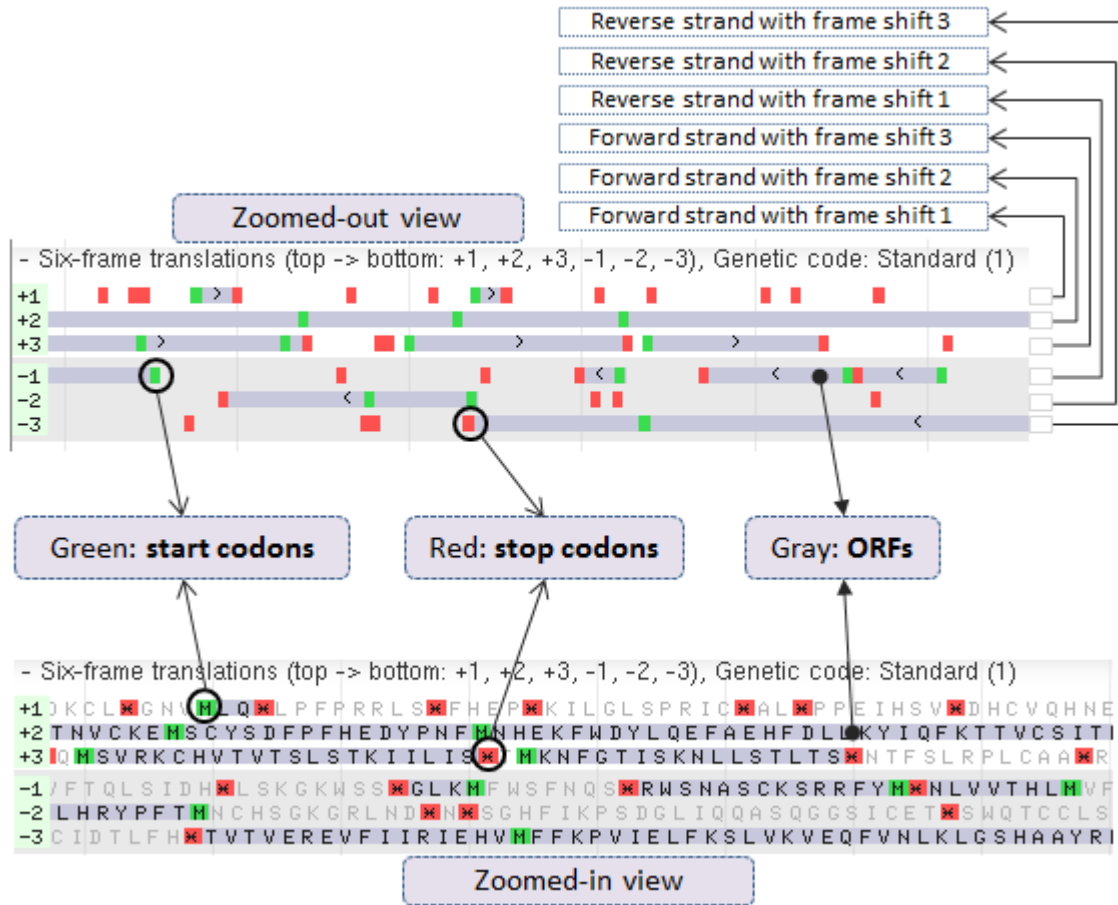 Reverse strand with frame shift 3
Reverse strand with frame shift 2
Reverse strand with frame shift 1
Forward strand with frame shift 3
Forward strand with frame shift 2
Forward strand with frame shift 1
Zoomed-out view
- Six-frame translations (top -> bottom: +1, +2, +3, -1, -2, -3), Genetic code: Standard (1)
+1
+2
+3
-1
-2
-3
Green: start codons
Red: stop codons
Gray: ORFs
- Six-frame translations (top -> bottom: +1, +2, +3, -1, -2, -3), Genetic code: Standard (1)
+1 K C L * G N V M L Q * L P F P R R L S * F H E P * K I L G L S P R I C * A L * P P E I H S V * D H C V Q H N E
+2 T N V C K E M S C Y S D F P F H E D Y P N F M N H E K F W D Y L Q E F A E H F D L L K Y I Q F K T T V C S I T I
+3 Q M S V R K C H V T V T S L S T K I I L I S * M K N F G T I S K N L L S T L T S * N T F S L R P L C A A * R
-1 F T Q L S I D H * L S K G K W S S * G L K M F W S F N Q S * R W S N A S C K S R R F Y M * N L V V T H L M V F
-2 L H R Y P F T M N C H S G K G R L N D * N * S G H F I K P S D G L I Q Q A S Q G G S I C E T * S W Q T C C L S
-3 C I D T L F H * T V T V E R E V F I I R I E H V M F F K P W I E L F K S L V K V E Q F V N L K L G S H A A Y R I
Zoomed-in view